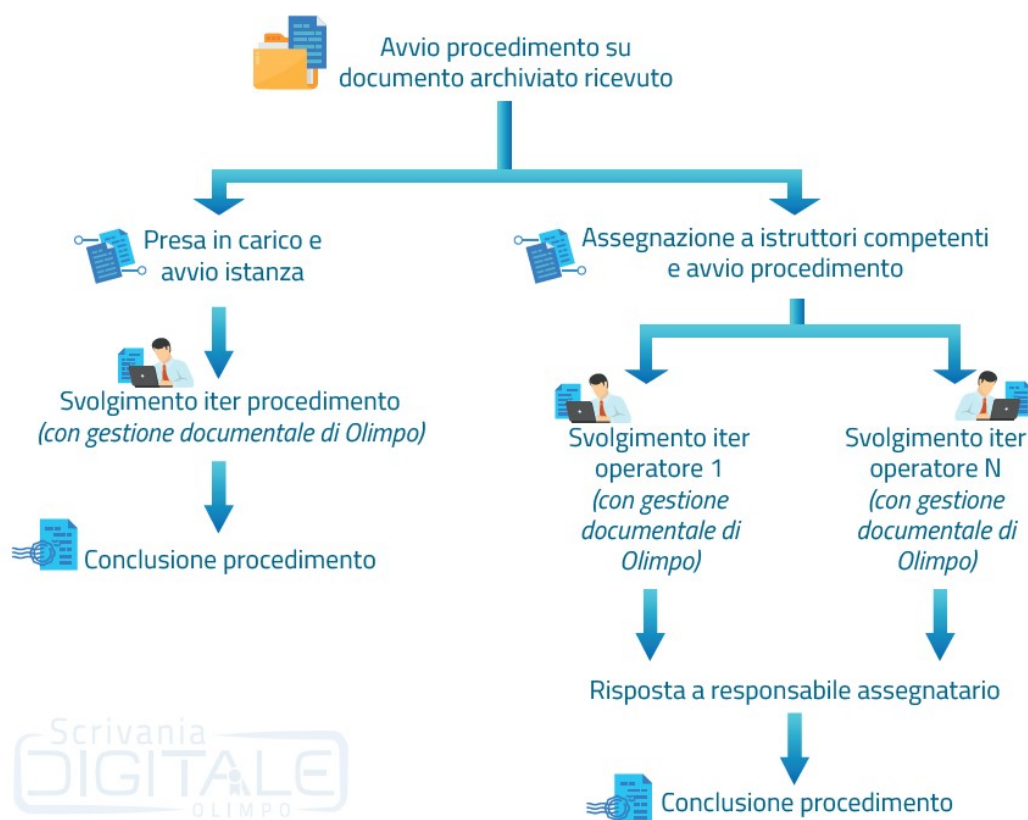 Avvio procedimento su
documento archiviato ricevuto
Presa in carico e
avvio istanza
Assegnazione a istruttori competenti
e avvio procedimento
Svolgimento iter procedimento
(con gestione documentale di Olimpo)
Svolgimento iter
operatore 1
(con gestione
documentale di
Olimpo)
Svolgimento iter
operatore N
(con gestione
documentale di
Olimpo)
Conclusione procedimento
Risposta a responsabile assegnatario
Conclusione procedimento
Scrivania
DIGITALE
OLIMPO